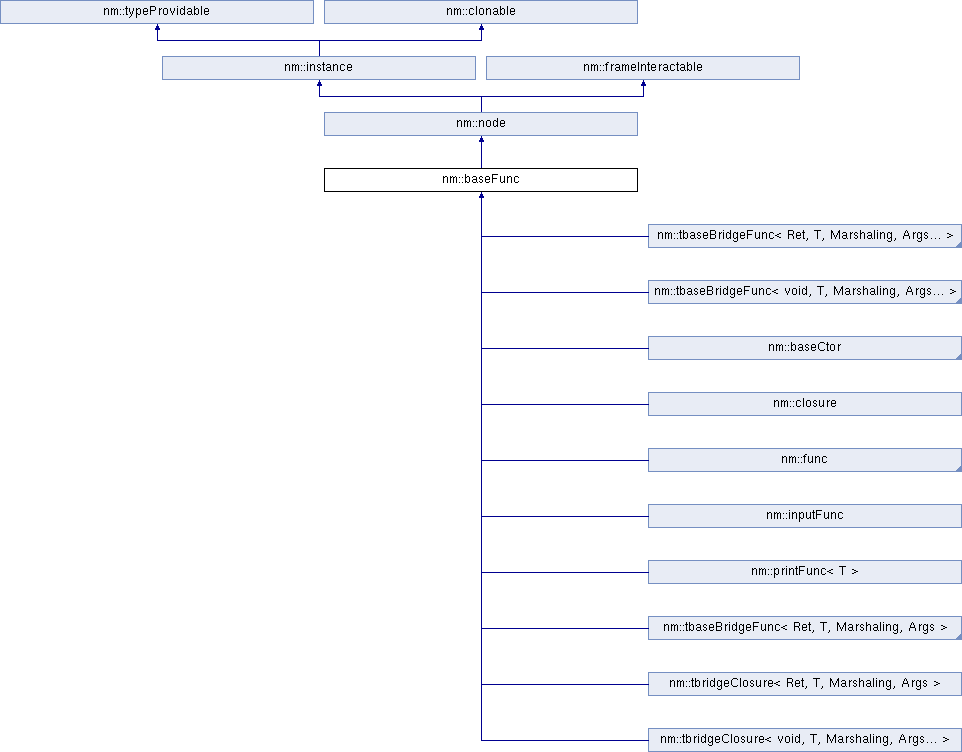 nm::typeProvidable
nm::clonable
nm::instance
nm::frameInteractable
nm::node
nm::baseFunc
nm::tbaseBridgeFunc< Ret, T, Marshaling, Args... >
nm::tbaseBridgeFunc< void, T, Marshaling, Args... >
nm::baseCtor
nm::closure
nm::func
nm::inputFunc
nm::printFunc< T >
nm::tbaseBridgeFunc< Ret, T, Marshaling, Args >
nm::tbridgeClosure< Ret, T, Marshaling, Args >
nm::tbridgeClosure< void, T, Marshaling, Args... >